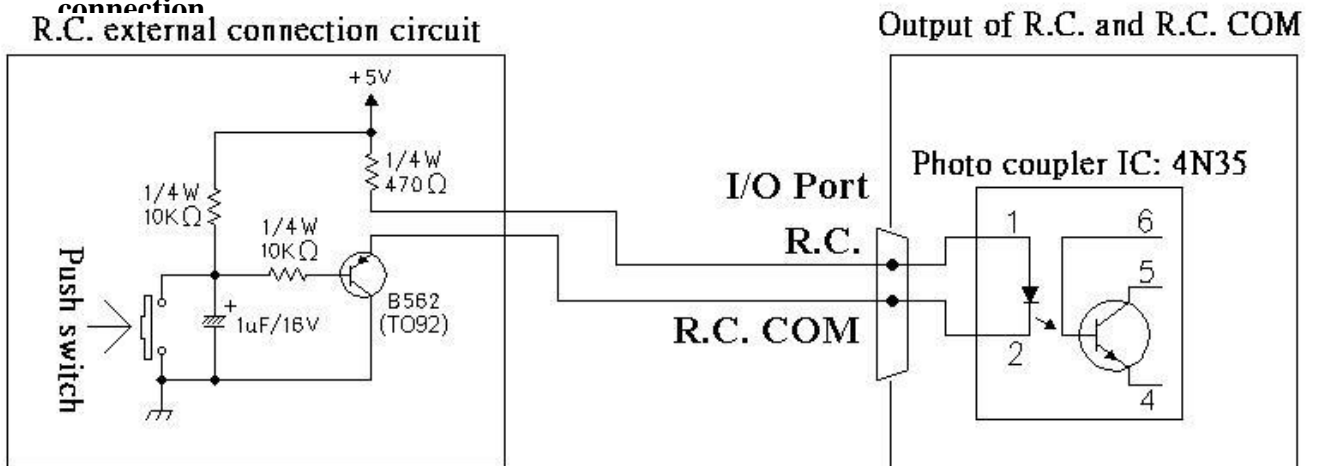 connection
R.C. external connection circuit
Output of R.C. and R.C. COM
+5V
1/4W
470Ω
1/4W
10KΩ
1/4W
10KΩ
Push switch
+
1uF/16V
B562
(TO92)
I/O Port
R.C.
R.C. COM
Photo coupler IC: 4N35
1
2
6
5
4